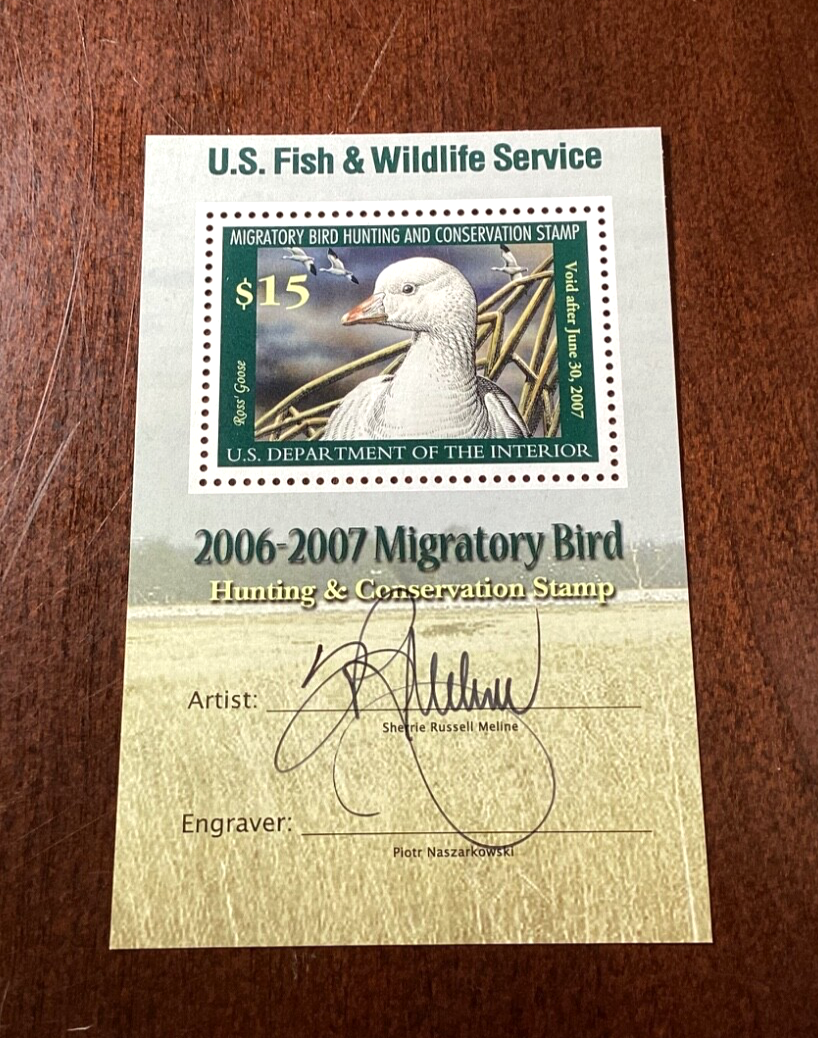 U.S. Fish & Wildlife Service
MIGRATORY BIRD HUNTING AND CONSERVATION STAMP
$15
Void after June 30, 2007
Ross' Goose
U.S. DEPARTMENT OF THE INTERIOR
2006-2007 Migratory Bird
Hunting & Conservation Stamp
Artist:
Sherrie Russell Meline
Engraver:
Piotr Naszarkowski